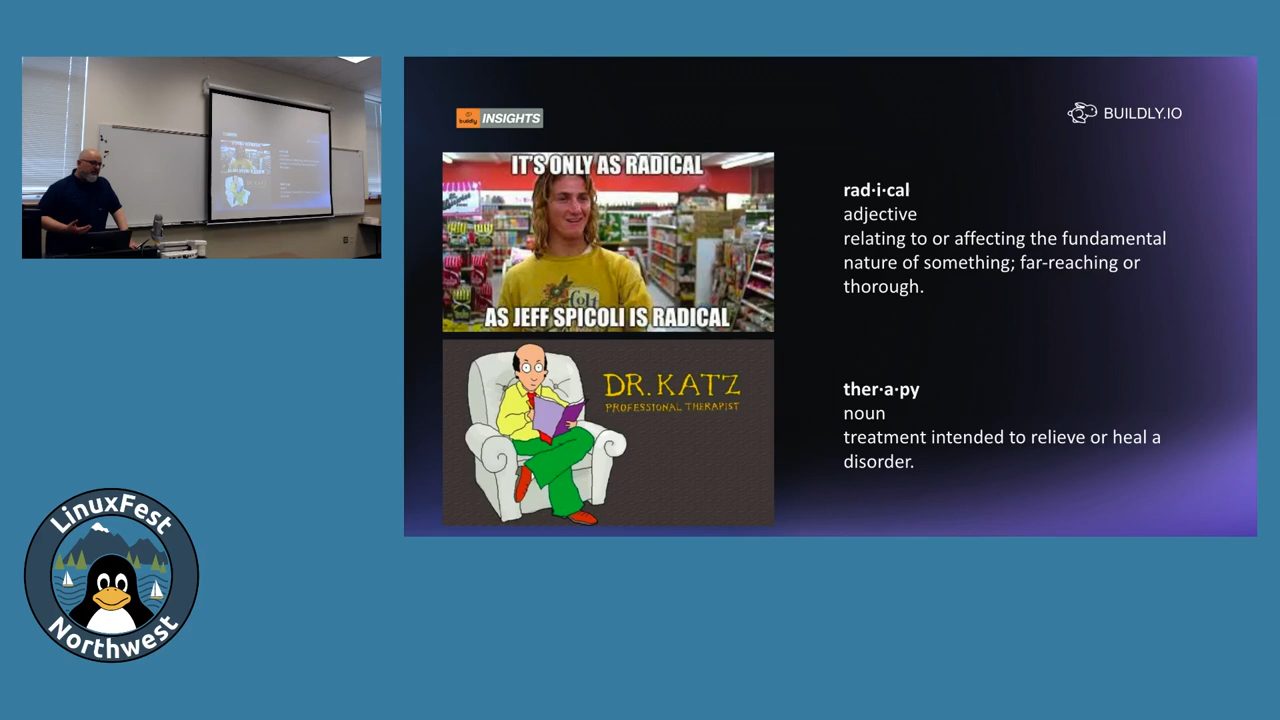 buildly INSIGHTS
BUILDLY.IO
IT'S ONLY AS RADICAL
Colt
AS JEFF SPICOLI IS RADICAL
rad·i·cal
adjective
relating to or affecting the fundamental
nature of something; far-reaching or
thorough.
DR. KATZ
PROFESSIONAL THERAPIST
ther·a·py
noun
treatment intended to relieve or heal a
disorder.
LinuxFest
Northwest